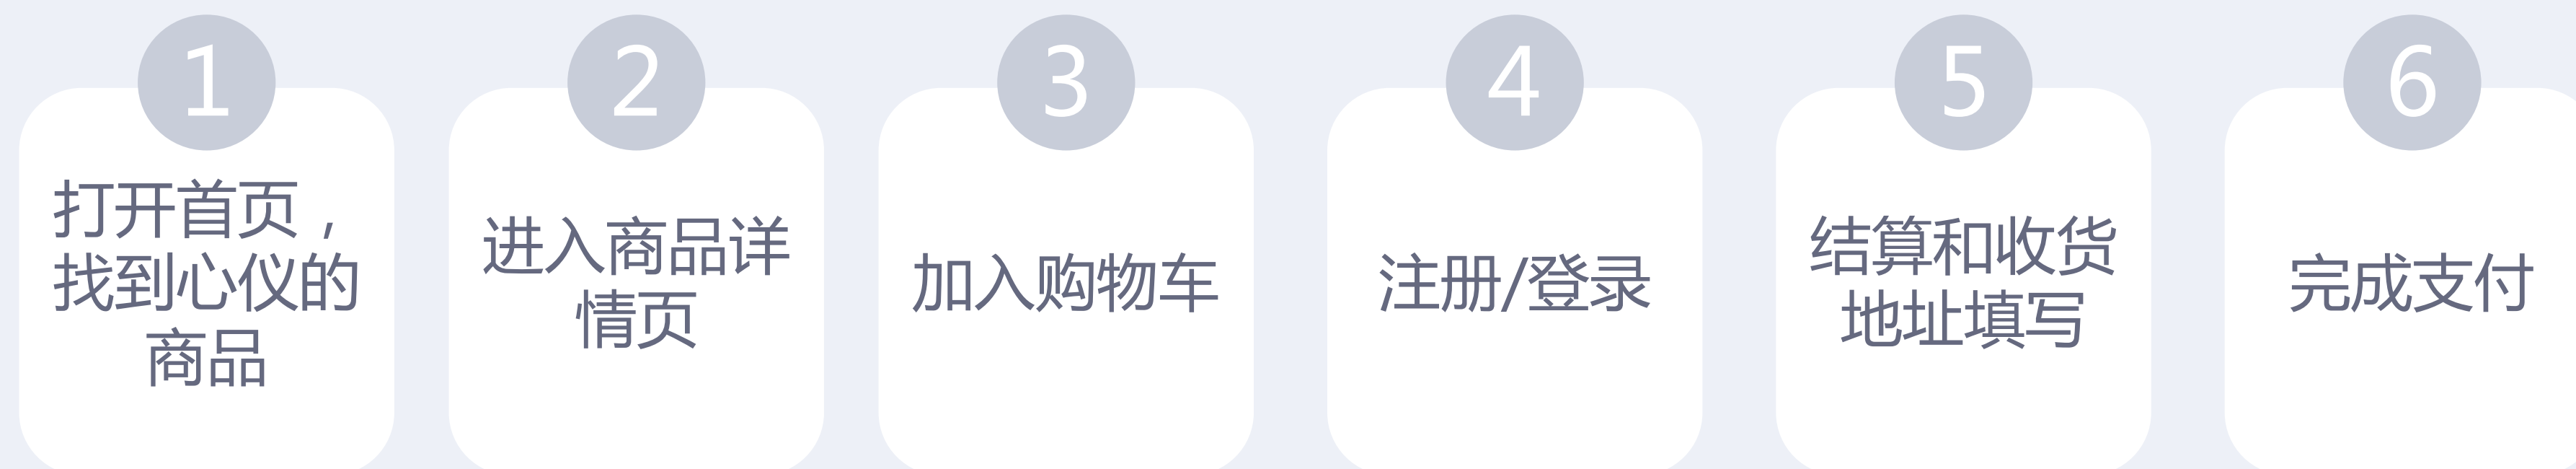 1
打开首页，
找到心仪的
商品
2
进入商品详
情页
3
加入购物车
4
注册/登录
5
结算和收货
地址填写
6
完成支付